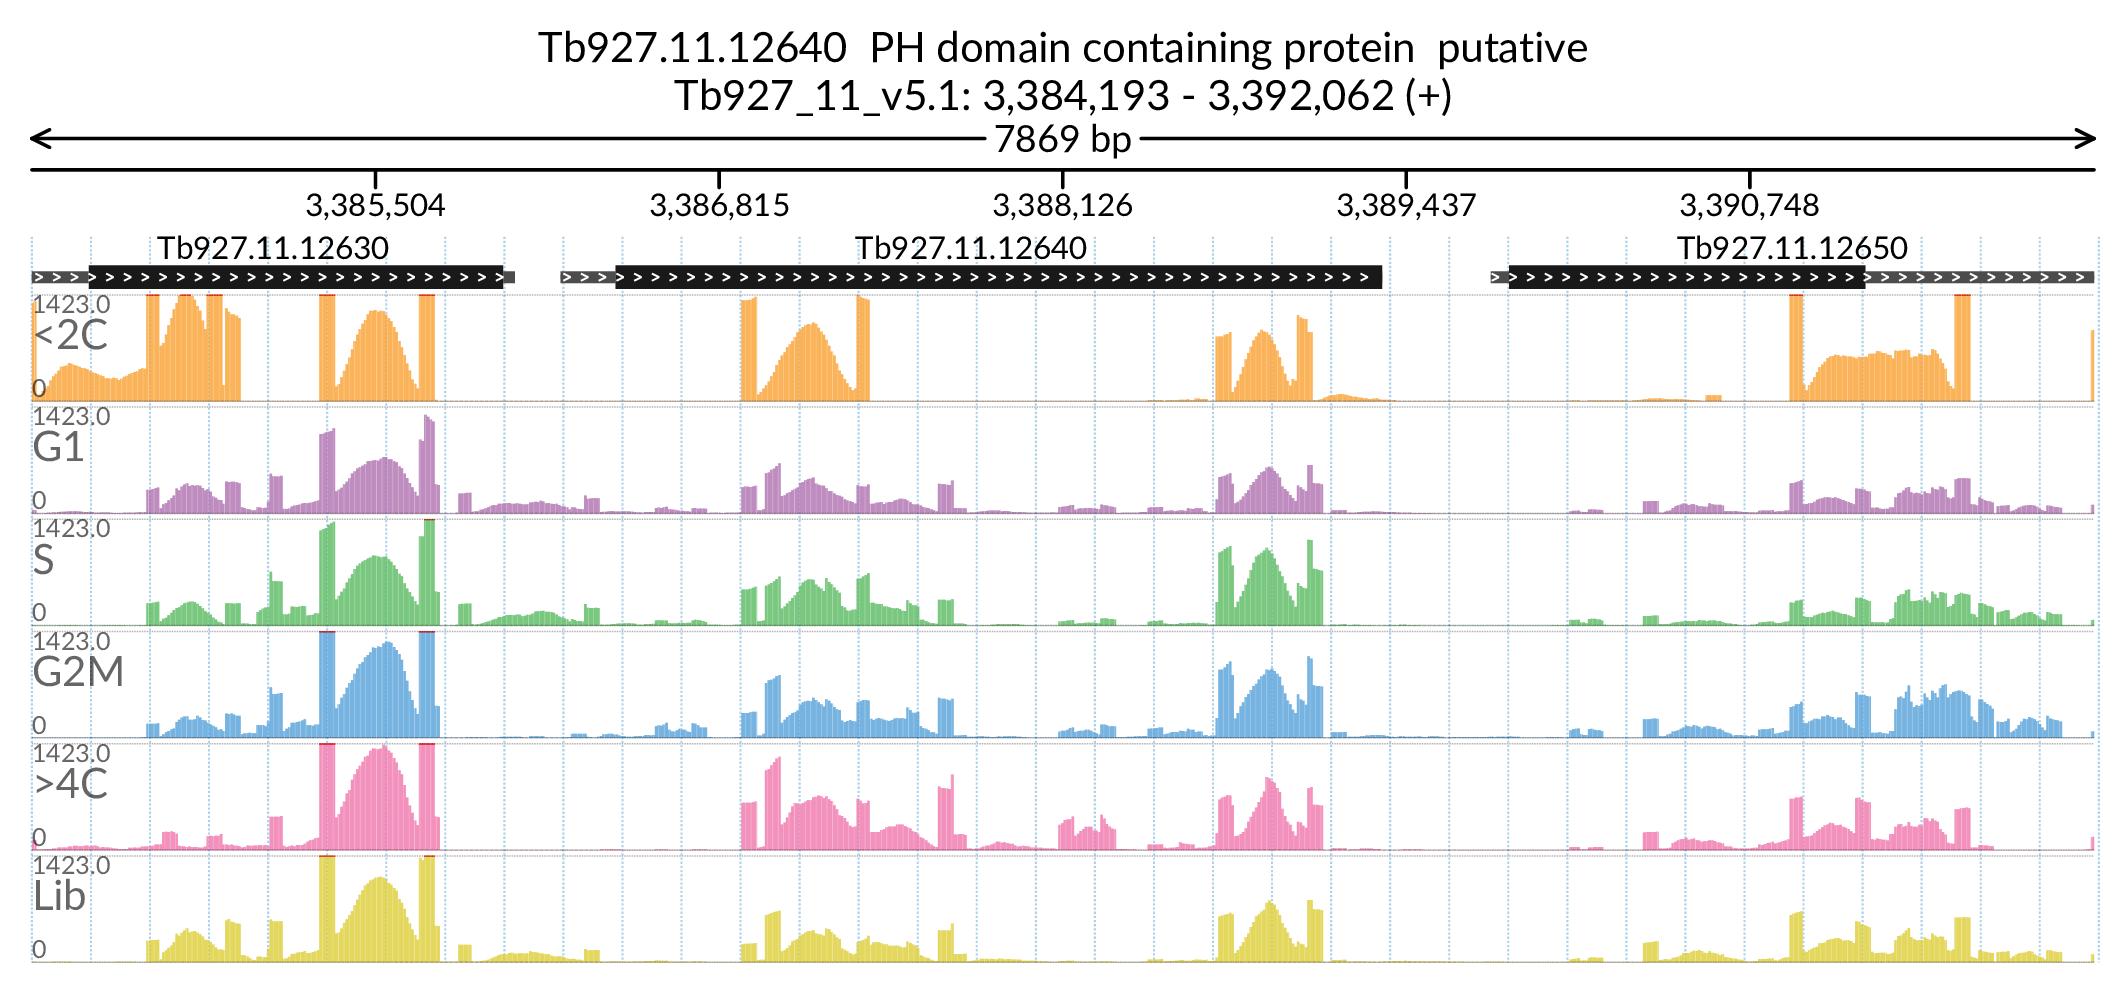 Tb927.11.12640  PH domain containing protein  putative
Tb927_11_v5.1: 3,384,193 - 3,392,062 (+)
7869 bp
3,385,504 3,386,815 3,388,126 3,389,437 3,390,748
Tb927.11.12630 Tb927.11.12640 Tb927.11.12650
1423.0
<2C
0
1423.0
G1
0
1423.0
S
0
1423.0
G2M
0
1423.0
>4C
0
1423.0
Lib
0